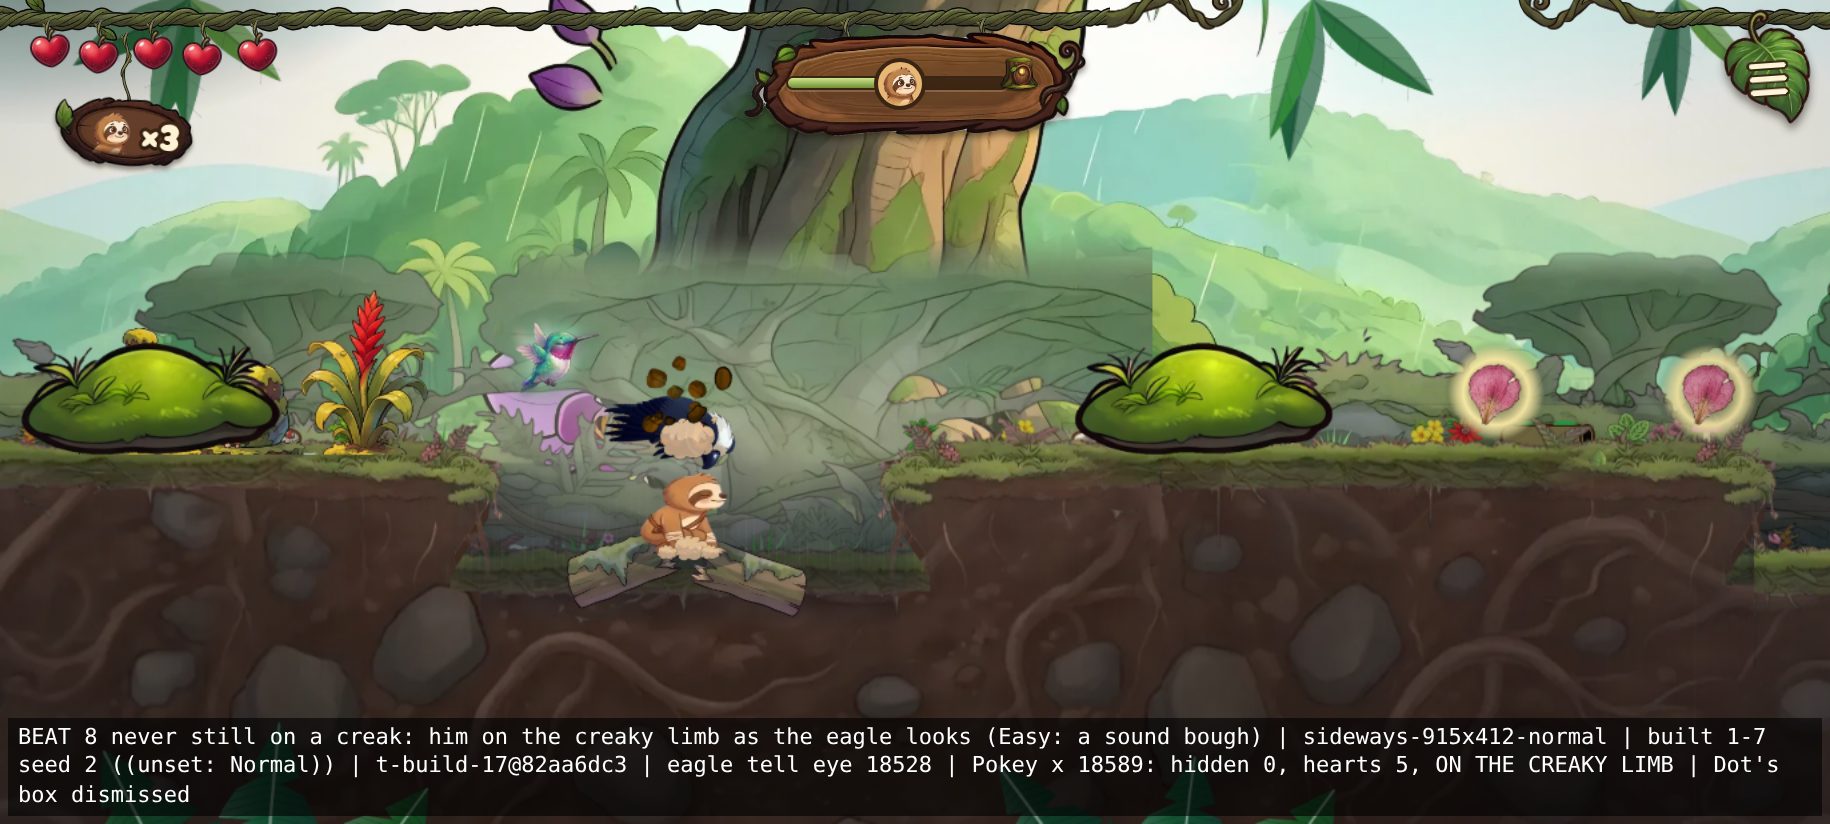 ×3
BEAT 8 never still on a creak: him on the creaky limb as the eagle looks (Easy: a sound bough) | sideways-915x412-normal | built 1-7
seed 2 ((unset: Normal)) | t-build-17@82aa6dc3 | eagle tell eye 18528 | Pokey x 18589: hidden 0, hearts 5, ON THE CREAKY LIMB | Dot's
box dismissed